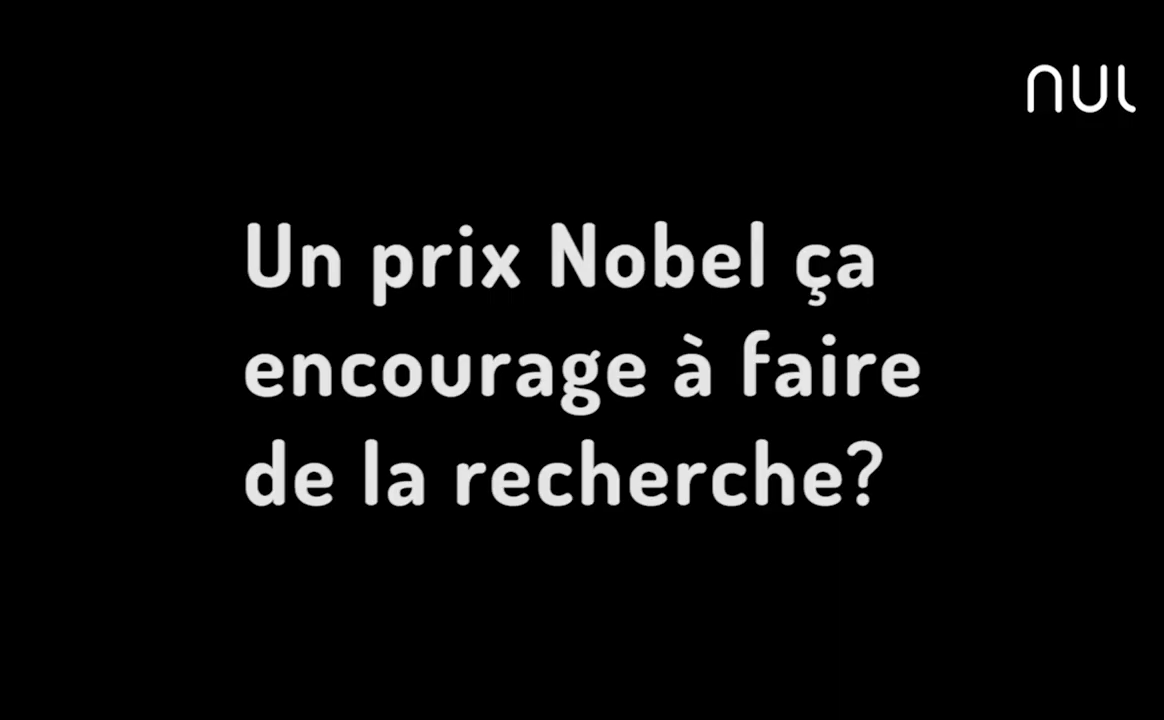 nul
Un prix Nobel ça
encourage à faire
de la recherche?